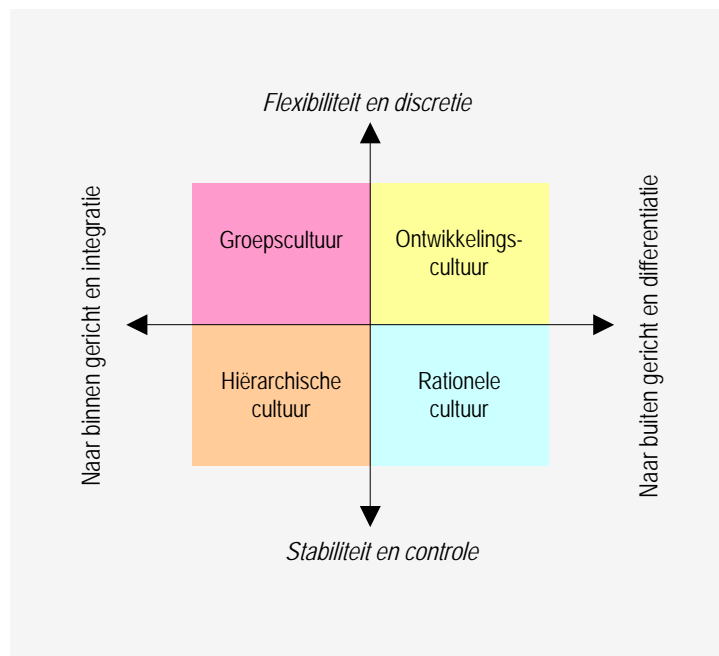 Flexibiliteit en discretie
Naar binnen gericht en integratie
Groepscultuur
Ontwikkelings-
cultuur
Naar buiten gericht en differentiatie
Hiërarchische
cultuur
Rationele
cultuur
Stabiliteit en controle